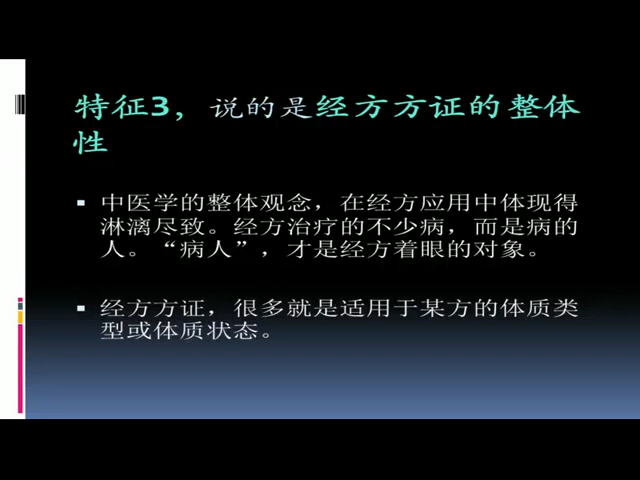 特征3，说的是经方方证的整体
性
中医学的整体观念，在经方应用中体现得
淋漓尽致。经方治疗的不少病，而是病的
人。“病人”，才是经方着眼的对象。
经方方证，很多就是适用于某方的体质类
型或体质状态。